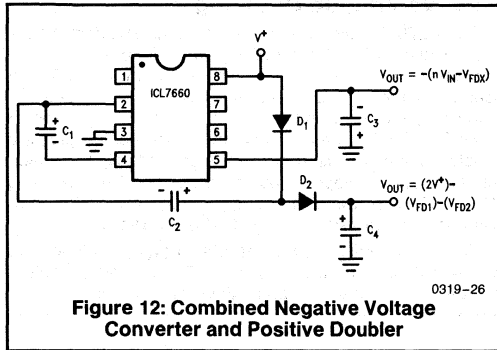 V+
ICL7660
1
2
3
4
8
7
6
5
+
-
C1
D1
VOUT = -(n VIN-VFDX)
-
+
C3
- +
C2
D2
VOUT = (2V+)-
(VFD1)-(VFD2)
+
-
C4
0319-26
Figure 12: Combined Negative Voltage
Converter and Positive Doubler